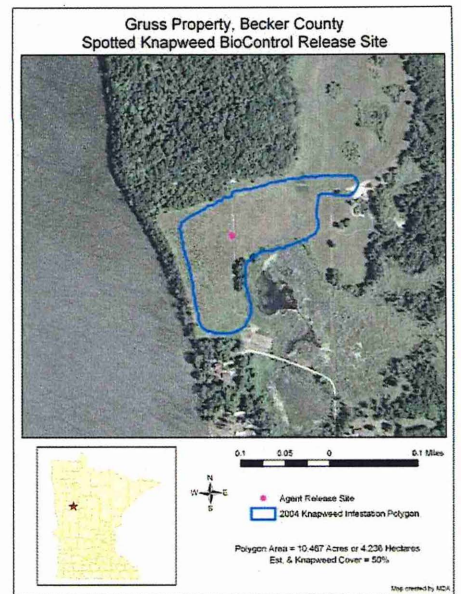 Gruss Property, Becker County
Spotted Knapweed BioControl Release Site
0.1 0.05 0 0.1 Miles
N
W E
S
Agent Release Site
2004 Knapweed Infestation Polygon
Polygon Area = 10.467 Acres or 4.236 Hectares
Est. & Knapweed Cover = 50%
Map created by MDA